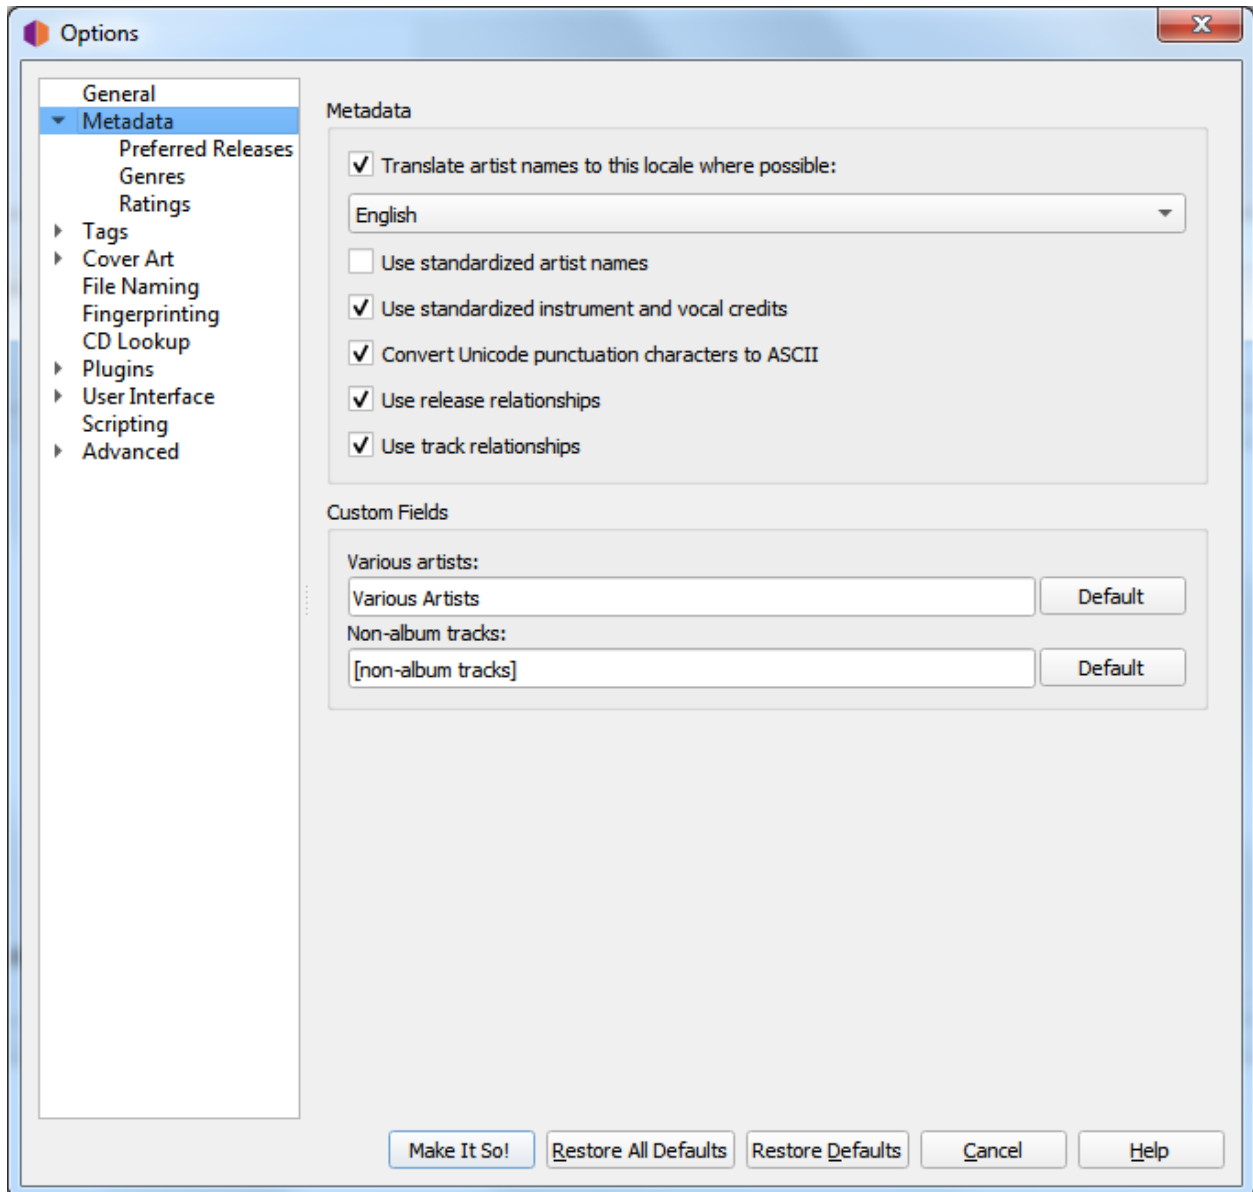 Options
General
Metadata
Preferred Releases
Genres
Ratings
Tags
Cover Art
File Naming
Fingerprinting
CD Lookup
Plugins
User Interface
Scripting
Advanced
Metadata
Translate artist names to this locale where possible:
English
Use standardized artist names
Use standardized instrument and vocal credits
Convert Unicode punctuation characters to ASCII
Use release relationships
Use track relationships
Custom Fields
Various artists:
Various Artists Default
Non-album tracks:
[non-album tracks] Default
Make It So! Restore All Defaults Restore Defaults Cancel Help